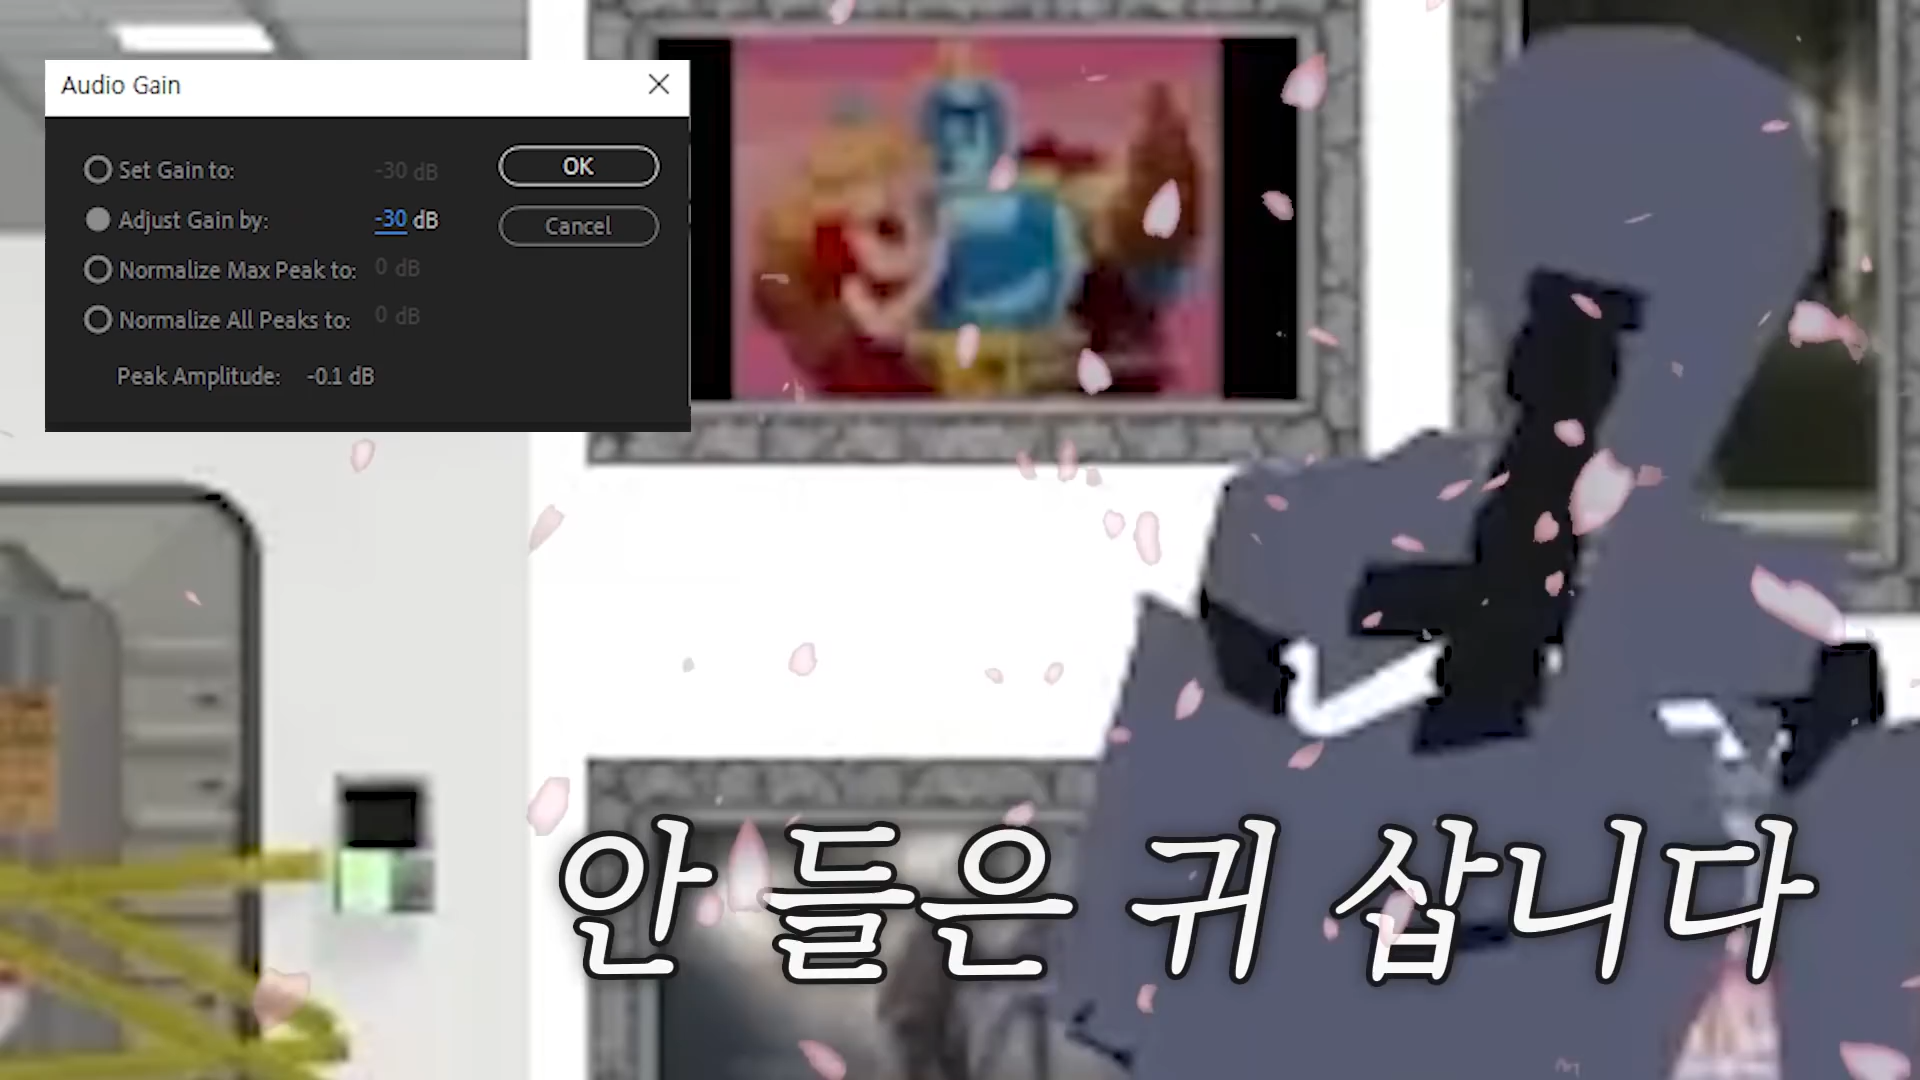 Audio Gain
Set Gain to: -30 dB
OK
Adjust Gain by: -30 dB
Cancel
Normalize Max Peak to: 0 dB
Normalize All Peaks to: 0 dB
Peak Amplitude: -0.1 dB
안 들은 귀 삽니다